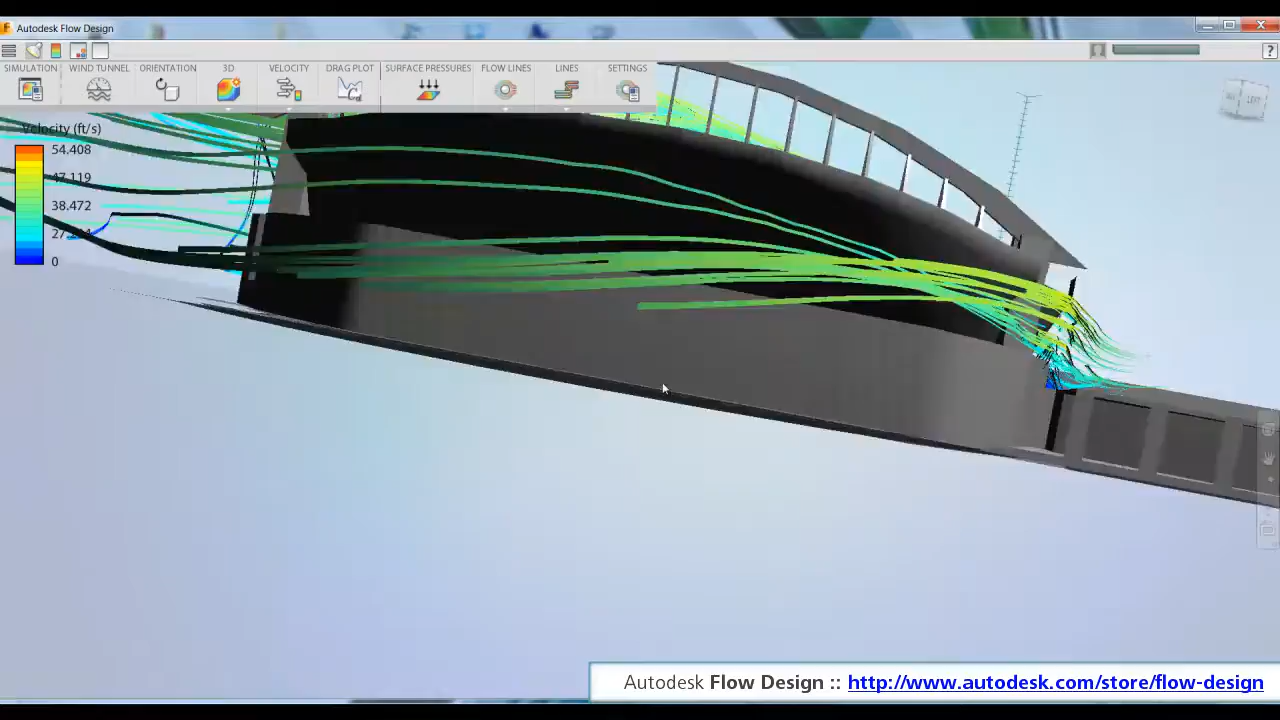 Autodesk Flow Design
SIMULATION WIND TUNNEL ORIENTATION 3D VELOCITY DRAG PLOT SURFACE PRESSURES FLOW LINES LINES SETTINGS
Velocity (ft/s)
54.408
47.119
38.472
0
LEFT
Autodesk Flow Design :: http://www.autodesk.com/store/flow-design